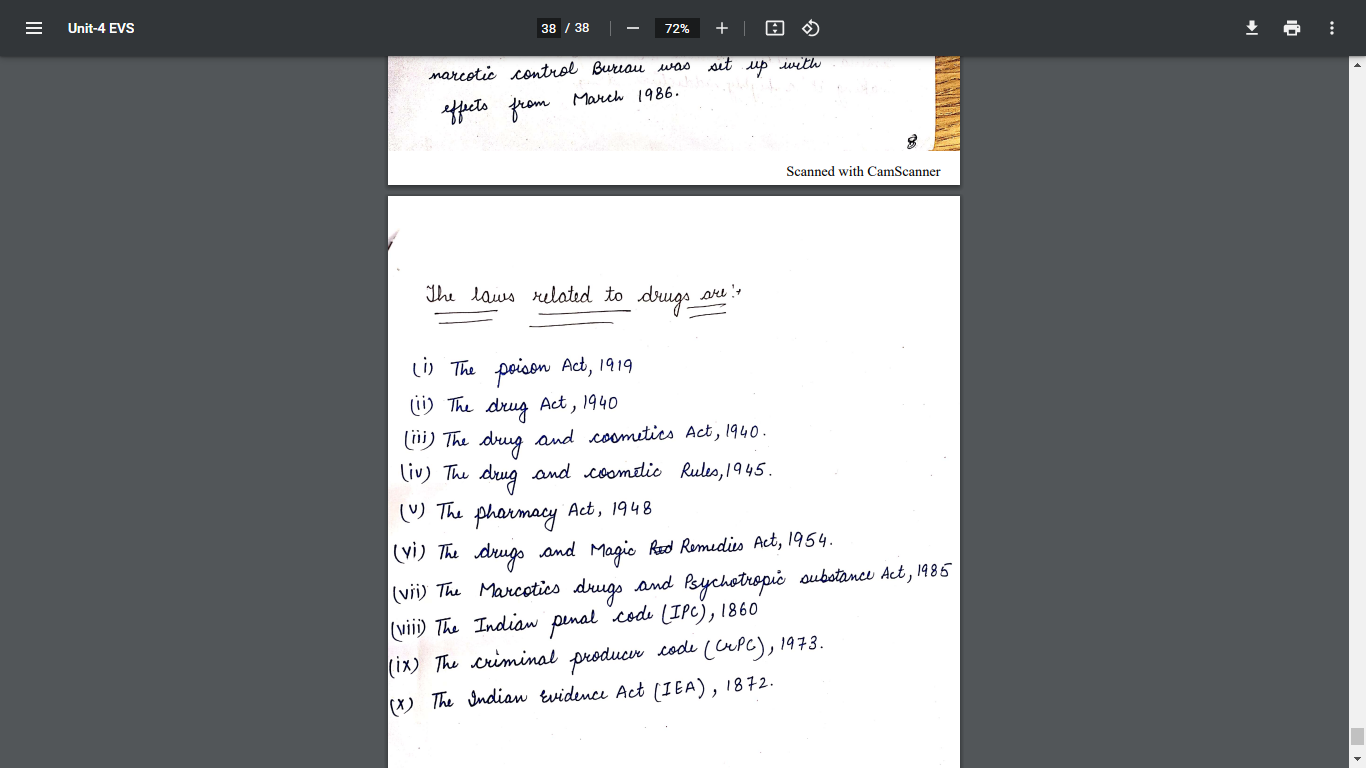 Unit-4 EVS
38 / 38
72%
narcotic control Bureau was set up with
effects from March 1986.
8
Scanned with CamScanner
The laws related to drugs are :→
(i) The poison Act, 1919
(ii) The drug Act, 1940
(iii) The drug and cosmetics Act, 1940.
(iv) The drug and cosmetic Rules, 1945.
(v) The pharmacy Act, 1948
(vi) The drugs and Magic Remedies Act, 1954.
(vii) The Marcotics drugs and Psychotropic substance Act, 1985
(viii) The Indian penal code (IPC), 1860
(ix) The criminal producer code (CrPC), 1973.
(x) The Indian Evidence Act (IEA), 1872.